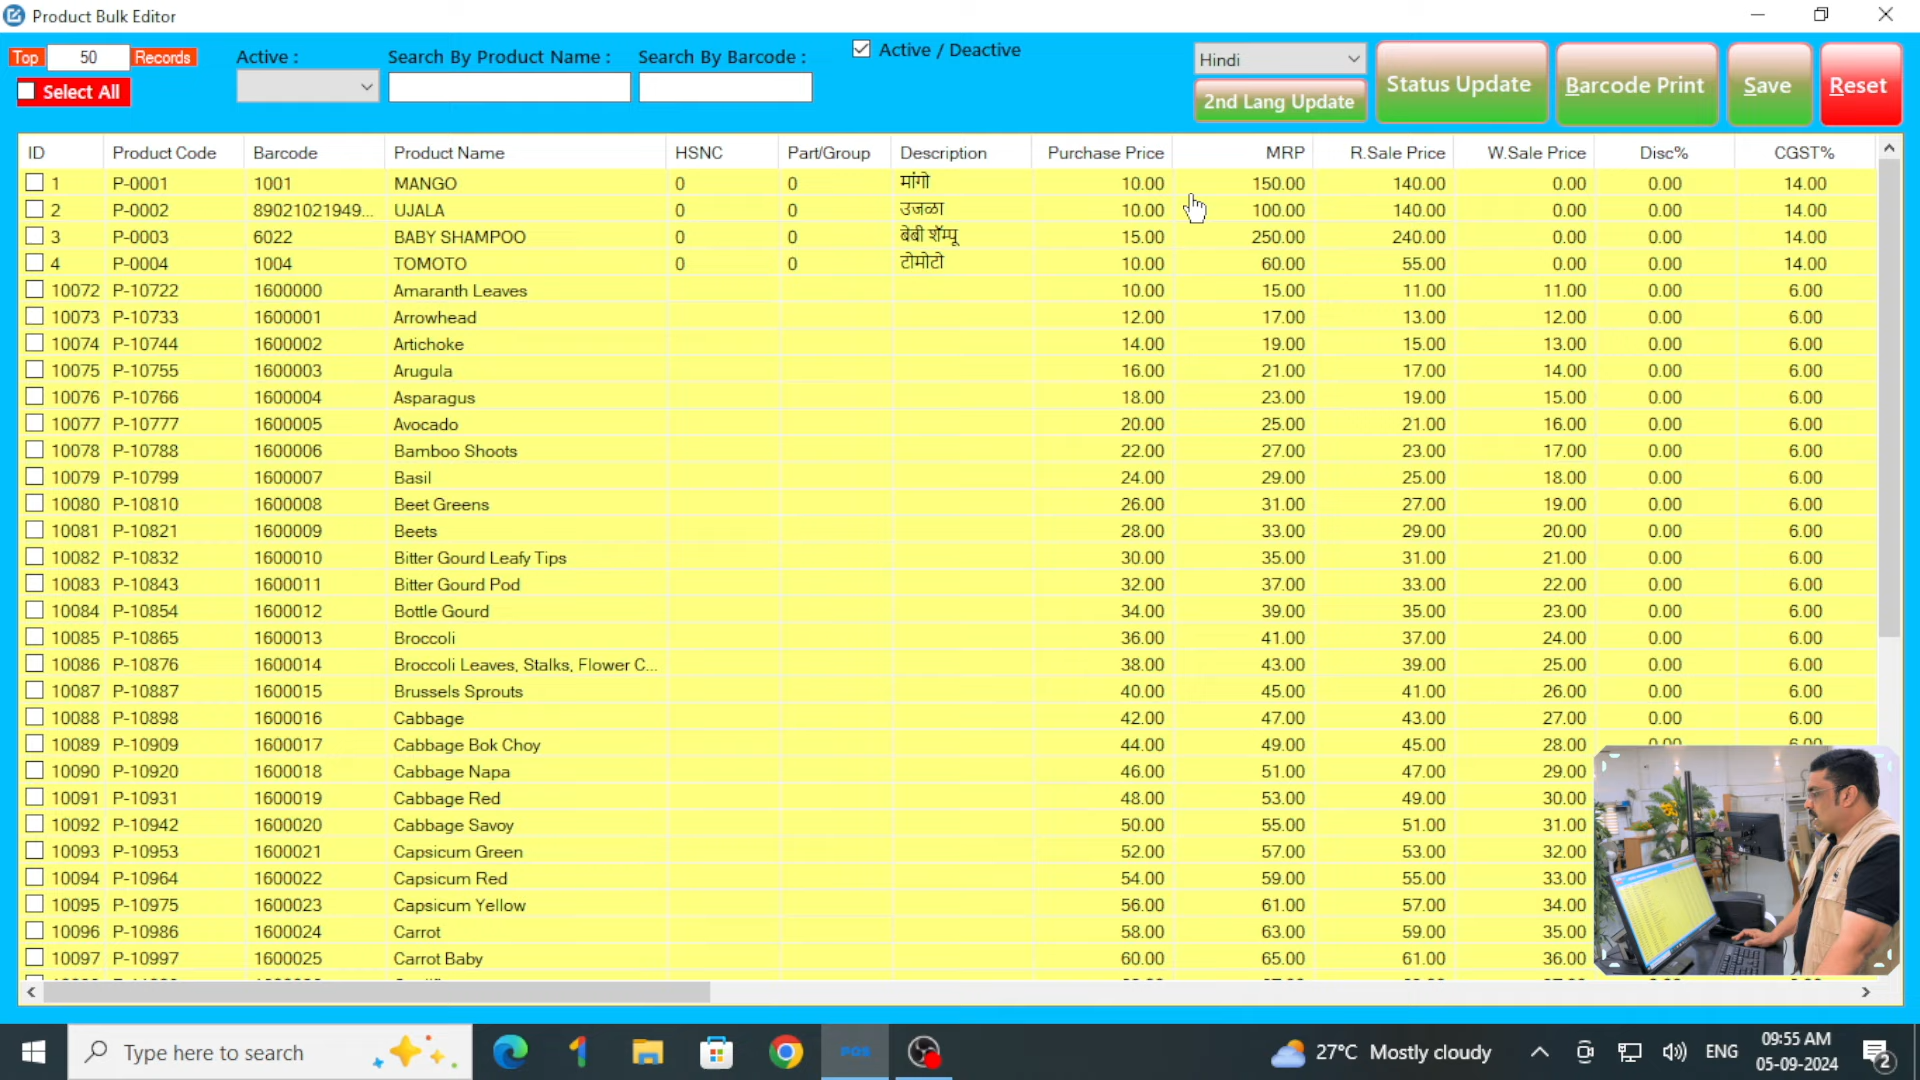 Product Bulk Editor
Top 50 Records
Select All
Active :
Search By Product Name :
Search By Barcode :
Active / Deactive
Hindi
2nd Lang Update
Status Update
Barcode Print
Save
Reset
ID Product Code Barcode Product Name HSNC Part/Group Description Purchase Price MRP R.Sale Price W.Sale Price Disc% CGST%
1 P-0001 1001 MANGO 0 0 मांगो 10.00 150.00 140.00 0.00 0.00 14.00
2 P-0002 89021021949... UJALA 0 0 उजळा 10.00 100.00 140.00 0.00 0.00 14.00
3 P-0003 6022 BABY SHAMPOO 0 0 बेबी शॅम्पू 15.00 250.00 240.00 0.00 0.00 14.00
4 P-0004 1004 TOMOTO 0 0 टोमोटो 10.00 60.00 55.00 0.00 0.00 14.00
10072 P-10722 1600000 Amaranth Leaves 10.00 15.00 11.00 11.00 0.00 6.00
10073 P-10733 1600001 Arrowhead 12.00 17.00 13.00 12.00 0.00 6.00
10074 P-10744 1600002 Artichoke 14.00 19.00 15.00 13.00 0.00 6.00
10075 P-10755 1600003 Arugula 16.00 21.00 17.00 14.00 0.00 6.00
10076 P-10766 1600004 Asparagus 18.00 23.00 19.00 15.00 0.00 6.00
10077 P-10777 1600005 Avocado 20.00 25.00 21.00 16.00 0.00 6.00
10078 P-10788 1600006 Bamboo Shoots 22.00 27.00 23.00 17.00 0.00 6.00
10079 P-10799 1600007 Basil 24.00 29.00 25.00 18.00 0.00 6.00
10080 P-10810 1600008 Beet Greens 26.00 31.00 27.00 19.00 0.00 6.00
10081 P-10821 1600009 Beets 28.00 33.00 29.00 20.00 0.00 6.00
10082 P-10832 1600010 Bitter Gourd Leafy Tips 30.00 35.00 31.00 21.00 0.00 6.00
10083 P-10843 1600011 Bitter Gourd Pod 32.00 37.00 33.00 22.00 0.00 6.00
10084 P-10854 1600012 Bottle Gourd 34.00 39.00 35.00 23.00 0.00 6.00
10085 P-10865 1600013 Broccoli 36.00 41.00 37.00 24.00 0.00 6.00
10086 P-10876 1600014 Broccoli Leaves, Stalks, Flower C... 38.00 43.00 39.00 25.00 0.00 6.00
10087 P-10887 1600015 Brussels Sprouts 40.00 45.00 41.00 26.00 0.00 6.00
10088 P-10898 1600016 Cabbage 42.00 47.00 43.00 27.00 0.00 6.00
10089 P-10909 1600017 Cabbage Bok Choy 44.00 49.00 45.00 28.00
10090 P-10920 1600018 Cabbage Napa 46.00 51.00 47.00 29.00
10091 P-10931 1600019 Cabbage Red 48.00 53.00 49.00 30.00
10092 P-10942 1600020 Cabbage Savoy 50.00 55.00 51.00 31.00
10093 P-10953 1600021 Capsicum Green 52.00 57.00 53.00 32.00
10094 P-10964 1600022 Capsicum Red 54.00 59.00 55.00 33.00
10095 P-10975 1600023 Capsicum Yellow 56.00 61.00 57.00 34.00
10096 P-10986 1600024 Carrot 58.00 63.00 59.00 35.00
10097 P-10997 1600025 Carrot Baby 60.00 65.00 61.00 36.00
Type here to search
POS
27°C Mostly cloudy
ENG
09:55 AM
05-09-2024
2